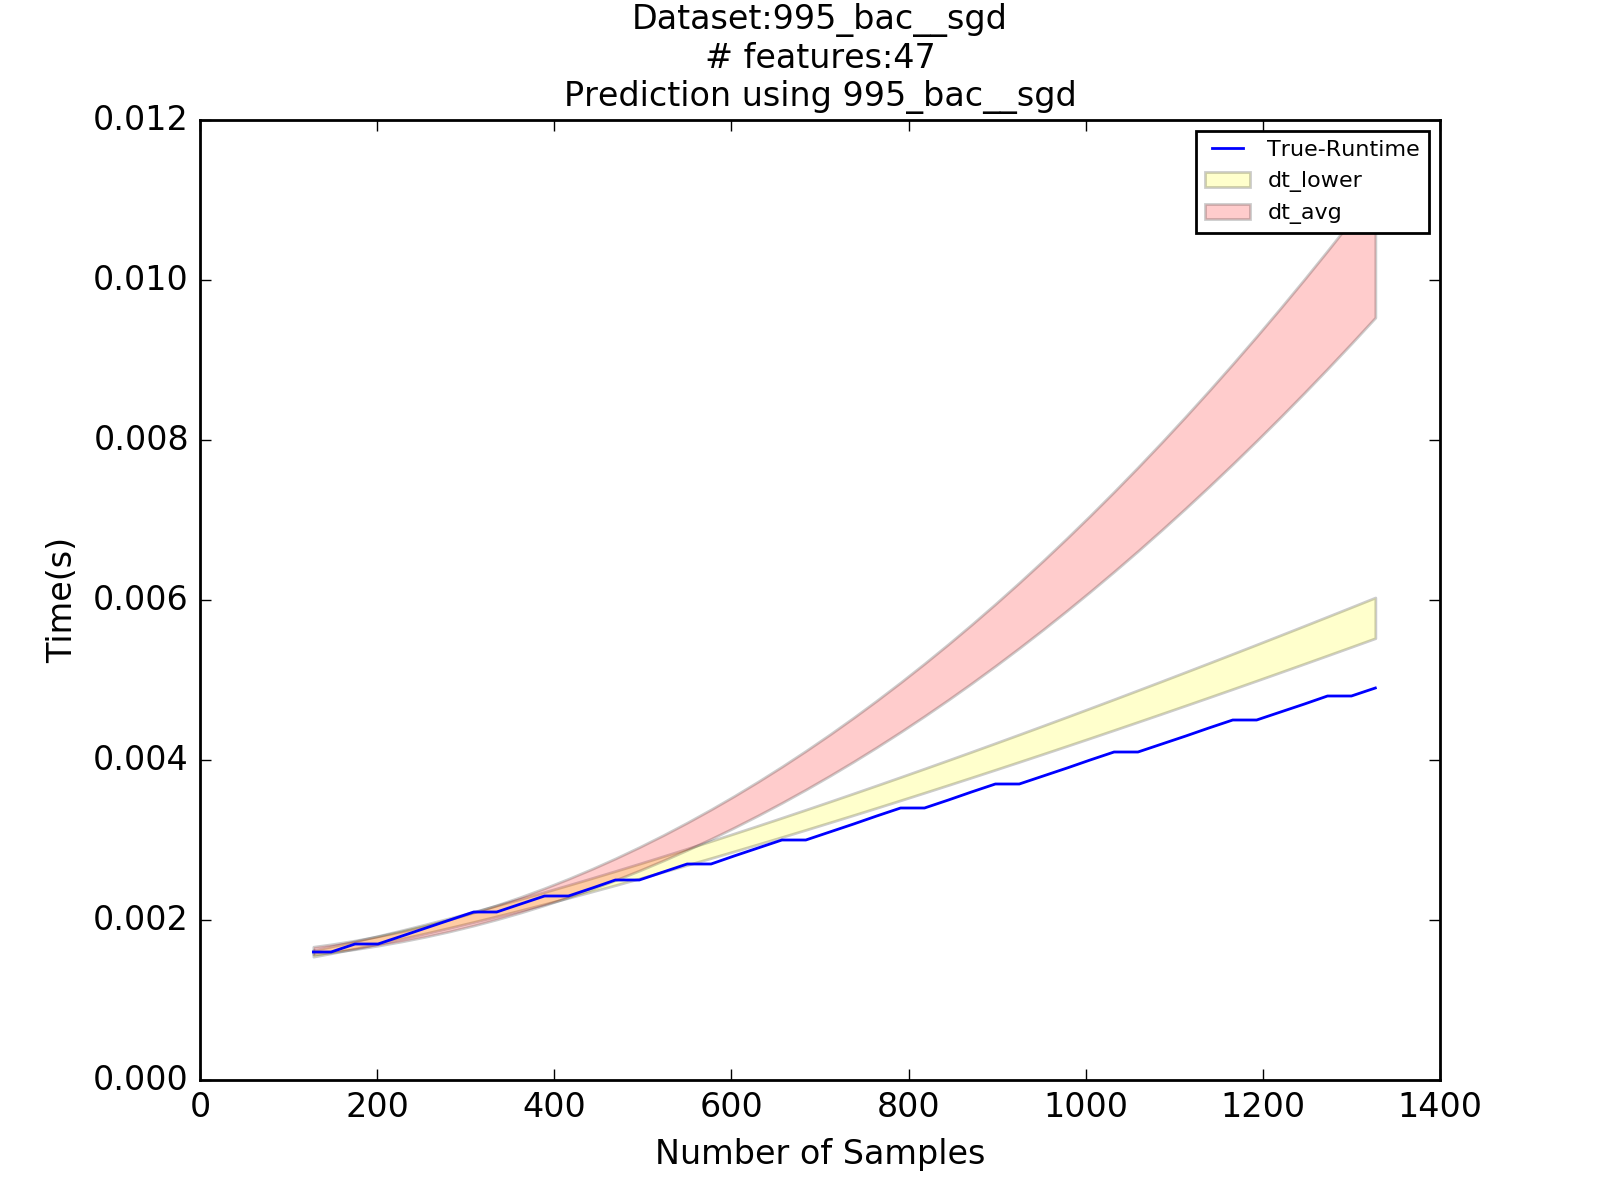 Dataset:995_bac__sgd
# features:47
Prediction using 995_bac__sgd
0.012
0.010
0.008
0.006
0.004
0.002
0.000
Time(s)
True-Runtime
dt_lower
dt_avg
0 200 400 600 800 1000 1200 1400
Number of Samples